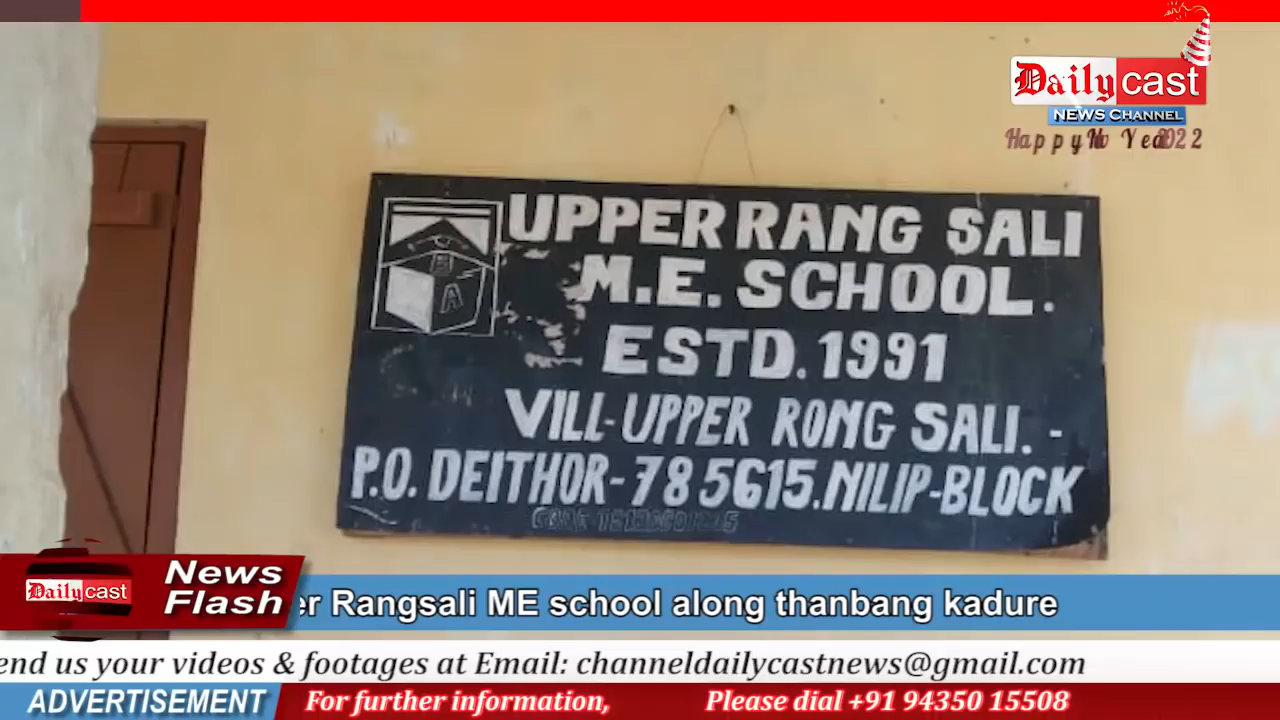 Daily cast
NEWS CHANNEL
UPPER RANG SALI
M.E. SCHOOL.
ESTD. 1991
VILL-UPPER RONG SALI. -
P.O. DEITHOR-785615.NILIP-BLOCK
B
A
News
Flash
er Rangsali ME school along thanbang kadure
Daily cast
end us your videos & footages at Email: channeldailycastnews@gmail.com
ADVERTISEMENT
For further information, Please dial +91 94350 15508